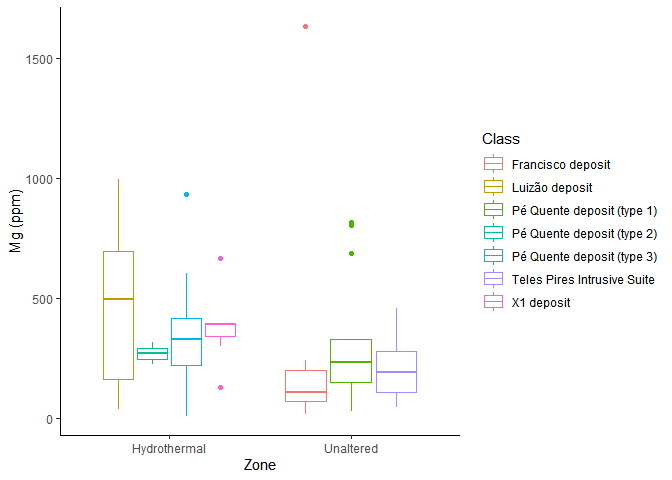 1500
1000
500
0
Mg (ppm)
Hydrothermal
Unaltered
Zone
Class
Francisco deposit
Luizão deposit
Pé Quente deposit (type 1)
Pé Quente deposit (type 2)
Pé Quente deposit (type 3)
Teles Pires Intrusive Suite
X1 deposit